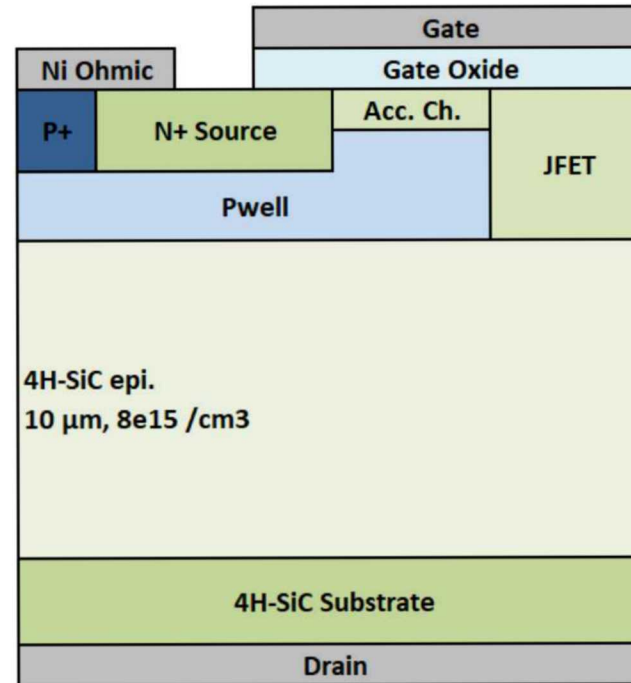 Gate
Ni Ohmic
Gate Oxide
P+
N+ Source
Acc. Ch.
JFET
Pwell
4H-SiC epi.
10 µm, 8e15 /cm3
4H-SiC Substrate
Drain